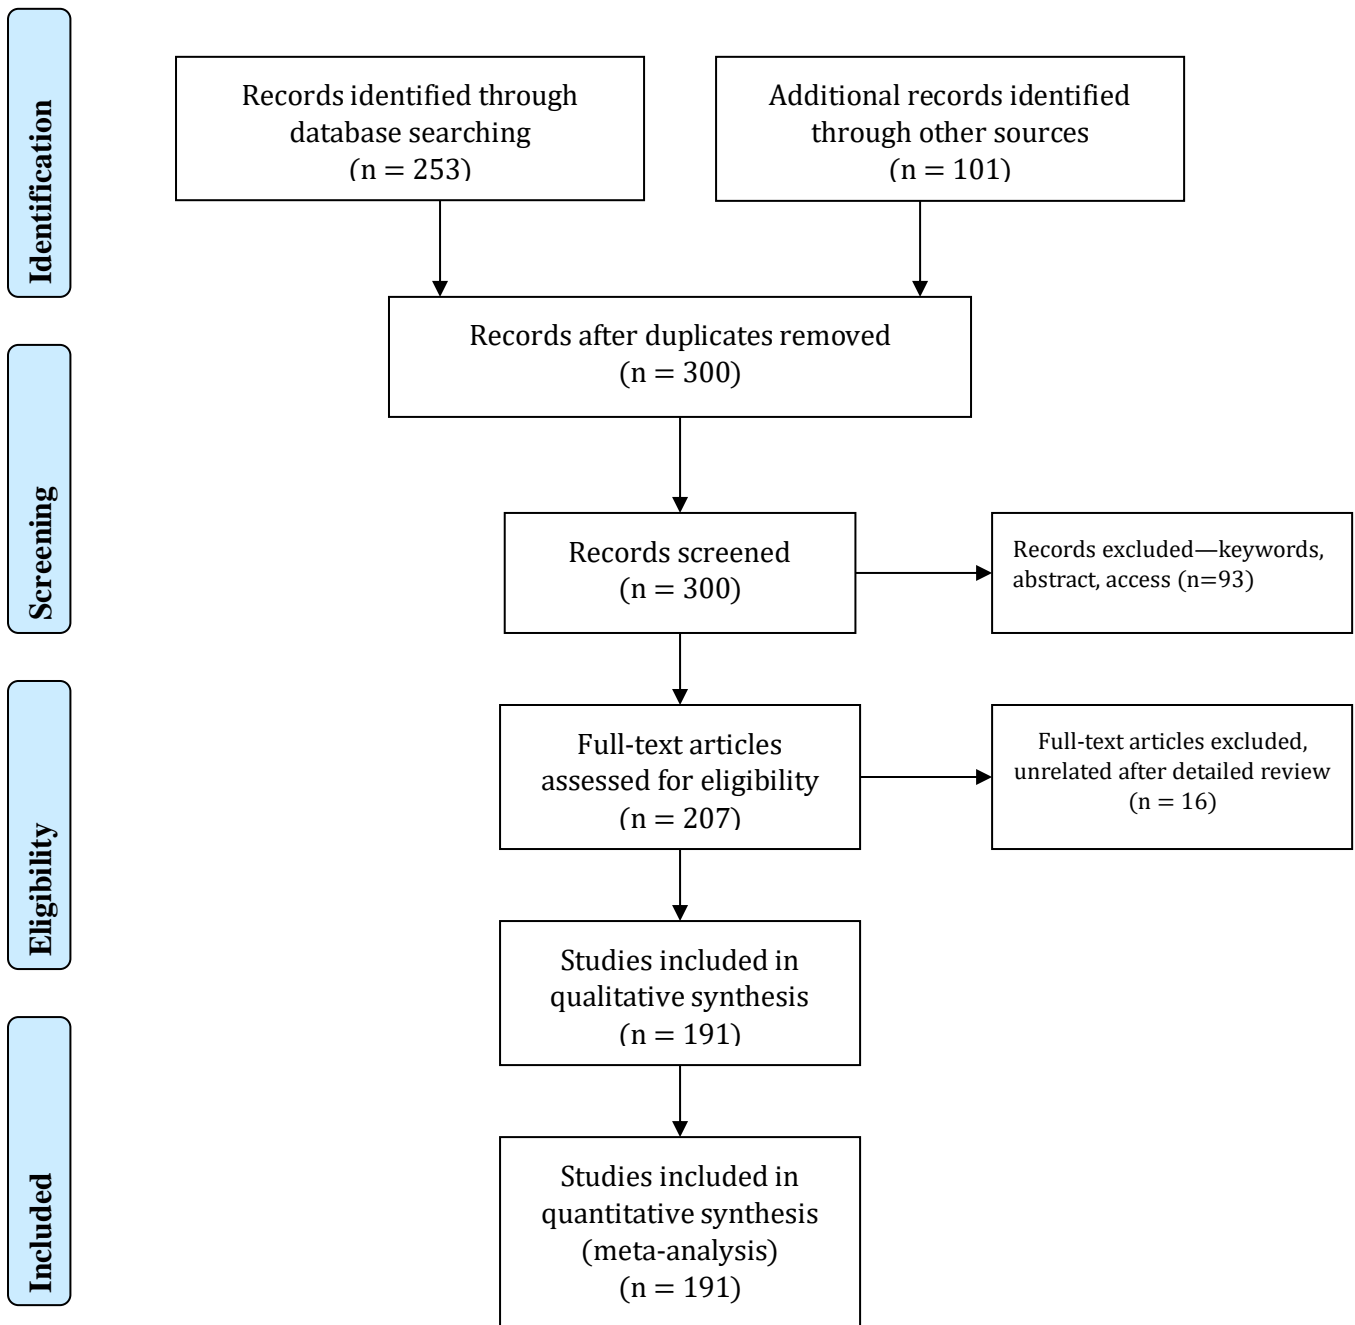 Identification
Records identified through
database searching
(n = 253)
Additional records identified
through other sources
(n = 101)
Records after duplicates removed
(n = 300)
Screening
Records screened
(n = 300)
Records excluded—keywords,
abstract, access (n=93)
Eligibility
Full-text articles
assessed for eligibility
(n = 207)
Full-text articles excluded,
unrelated after detailed review
(n = 16)
Studies included in
qualitative synthesis
(n = 191)
Included
Studies included in
quantitative synthesis
(meta-analysis)
(n = 191)